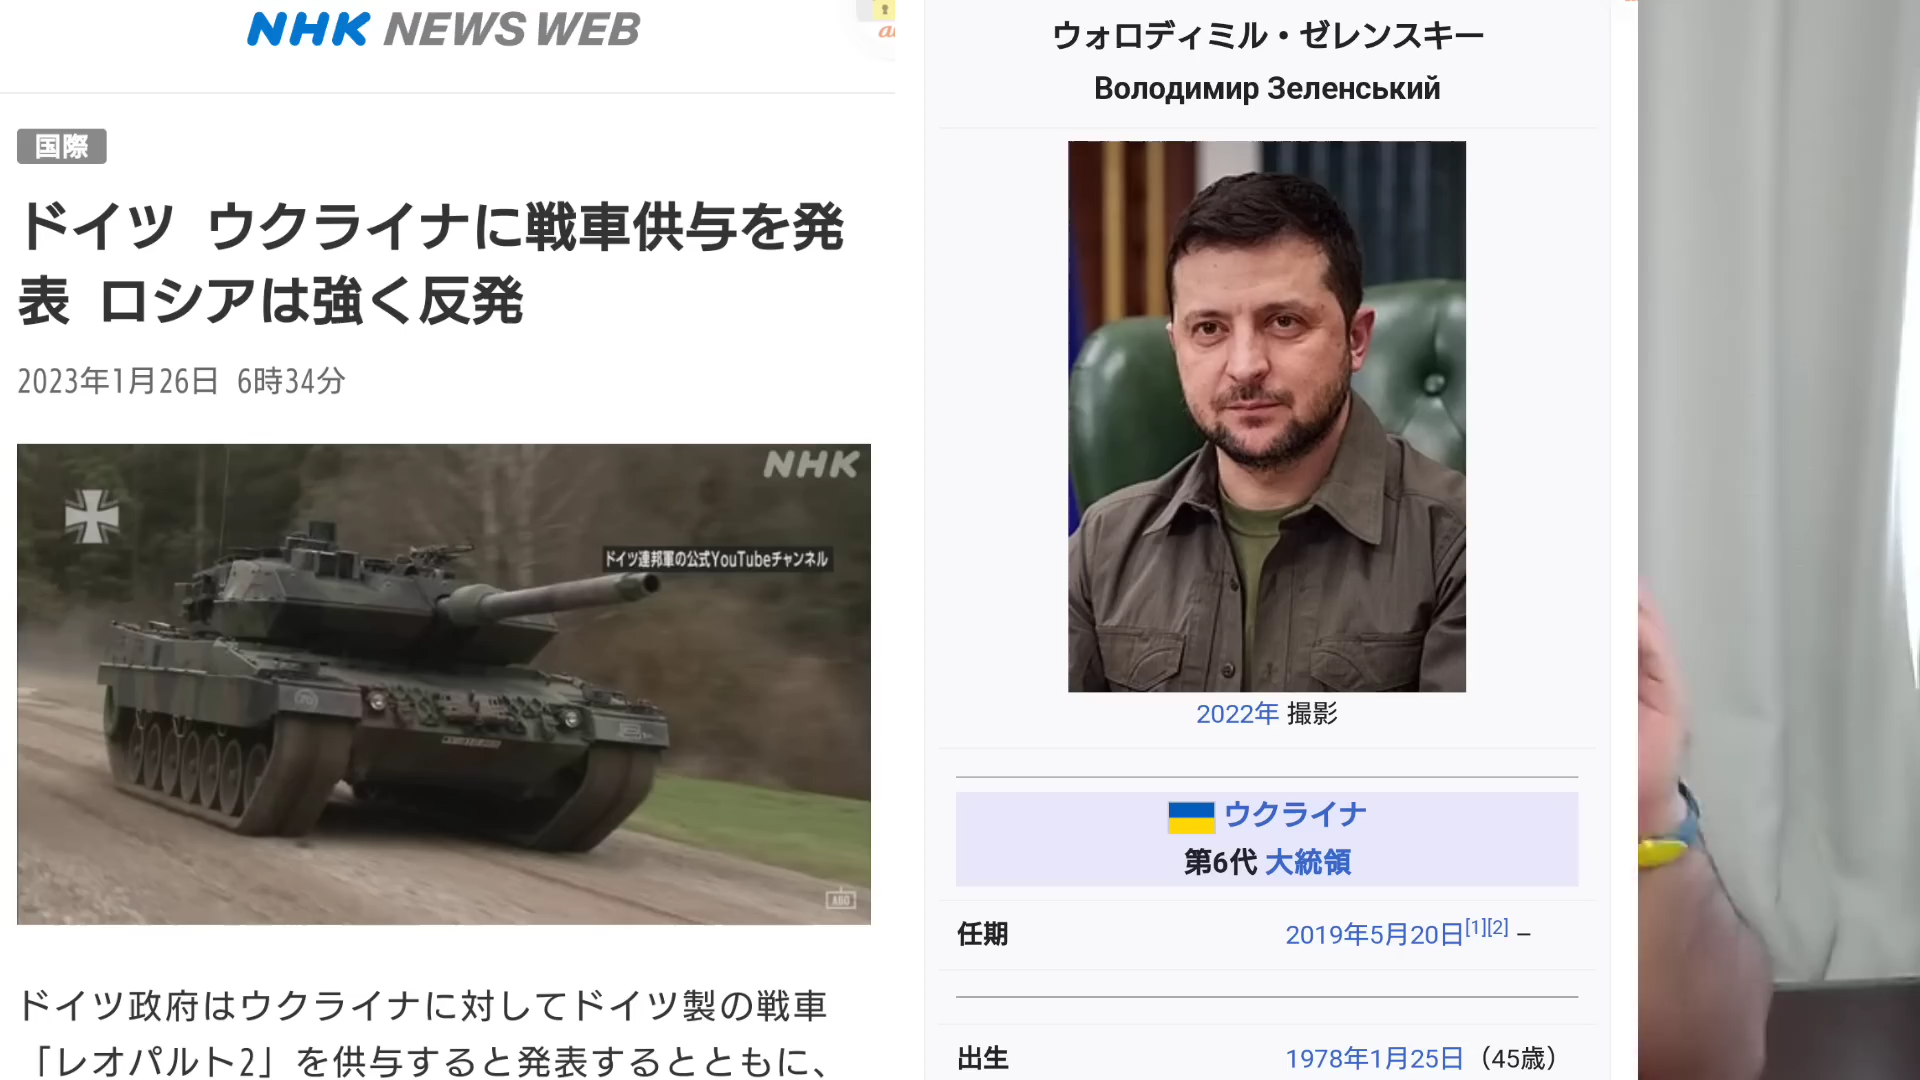 NHK NEWS WEB
国際
ドイツ ウクライナに戦車供与を発
表 ロシアは強く反発
2023年1月26日 6時34分
NHK
ドイツ連邦軍の公式YouTubeチャンネル
ドイツ政府はウクライナに対してドイツ製の戦車
「レオパルト2」を供与すると発表するとともに、
ウォロディミル・ゼレンスキー
Володимир Зеленський
2022年 撮影
ウクライナ
第6代 大統領
任期 2019年5月20日[1][2] –
出生 1978年1月25日（45歳）